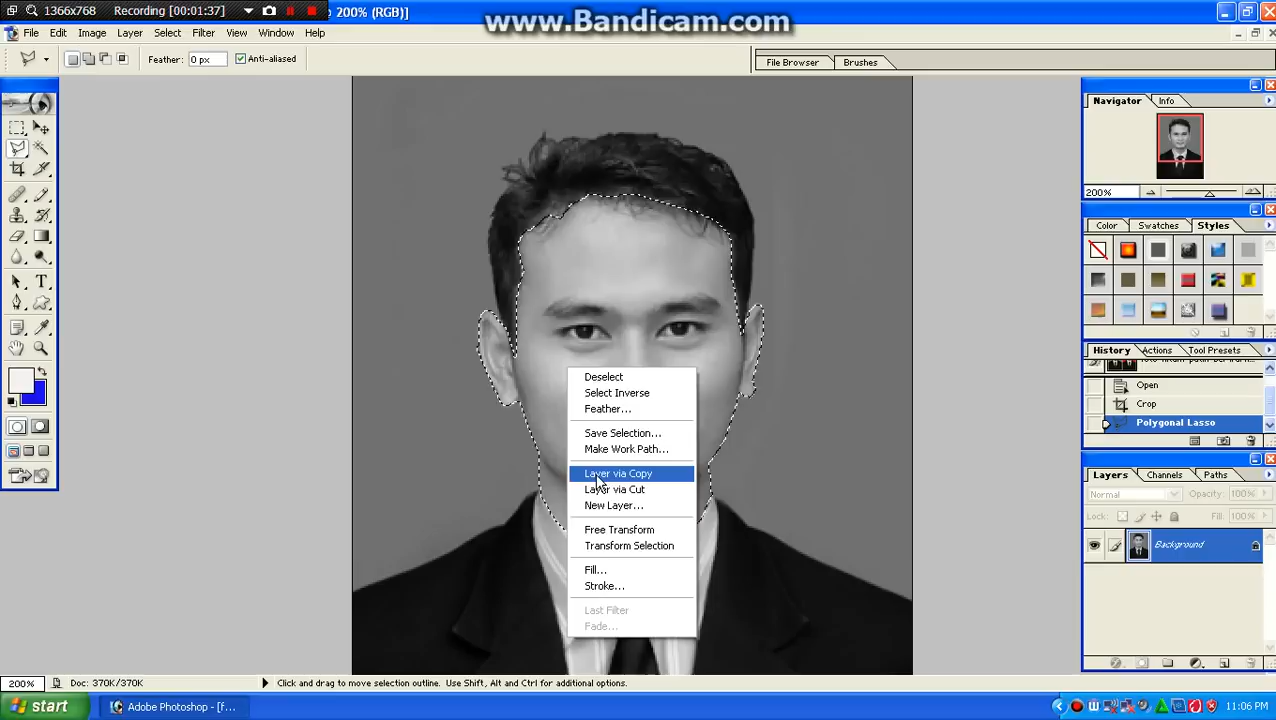 1366x768
Recording [00:01:37]
200% (RGB)]
www.Bandicam.com
File
Edit
Image
Layer
Select
Filter
View
Window
Help
Feather:
0 px
Anti-aliased
File Browser
Brushes
Navigator
Info
200%
Color
Swatches
Styles
History
Actions
Tool Presets
Open
Crop
Polygonal Lasso
Layers
Channels
Paths
Normal
Opacity:
100%
Lock:
Fill:
100%
Background
Deselect
Select Inverse
Feather...
Save Selection...
Make Work Path...
Layer via Copy
Layer via Cut
New Layer...
Free Transform
Transform Selection
Fill...
Stroke...
Last Filter
Fade...
T
200%
Doc: 370K/370K
Click and drag to move selection outline. Use Shift, Alt and Ctrl for additional options.
start
Adobe Photoshop - [f...
11:06 PM